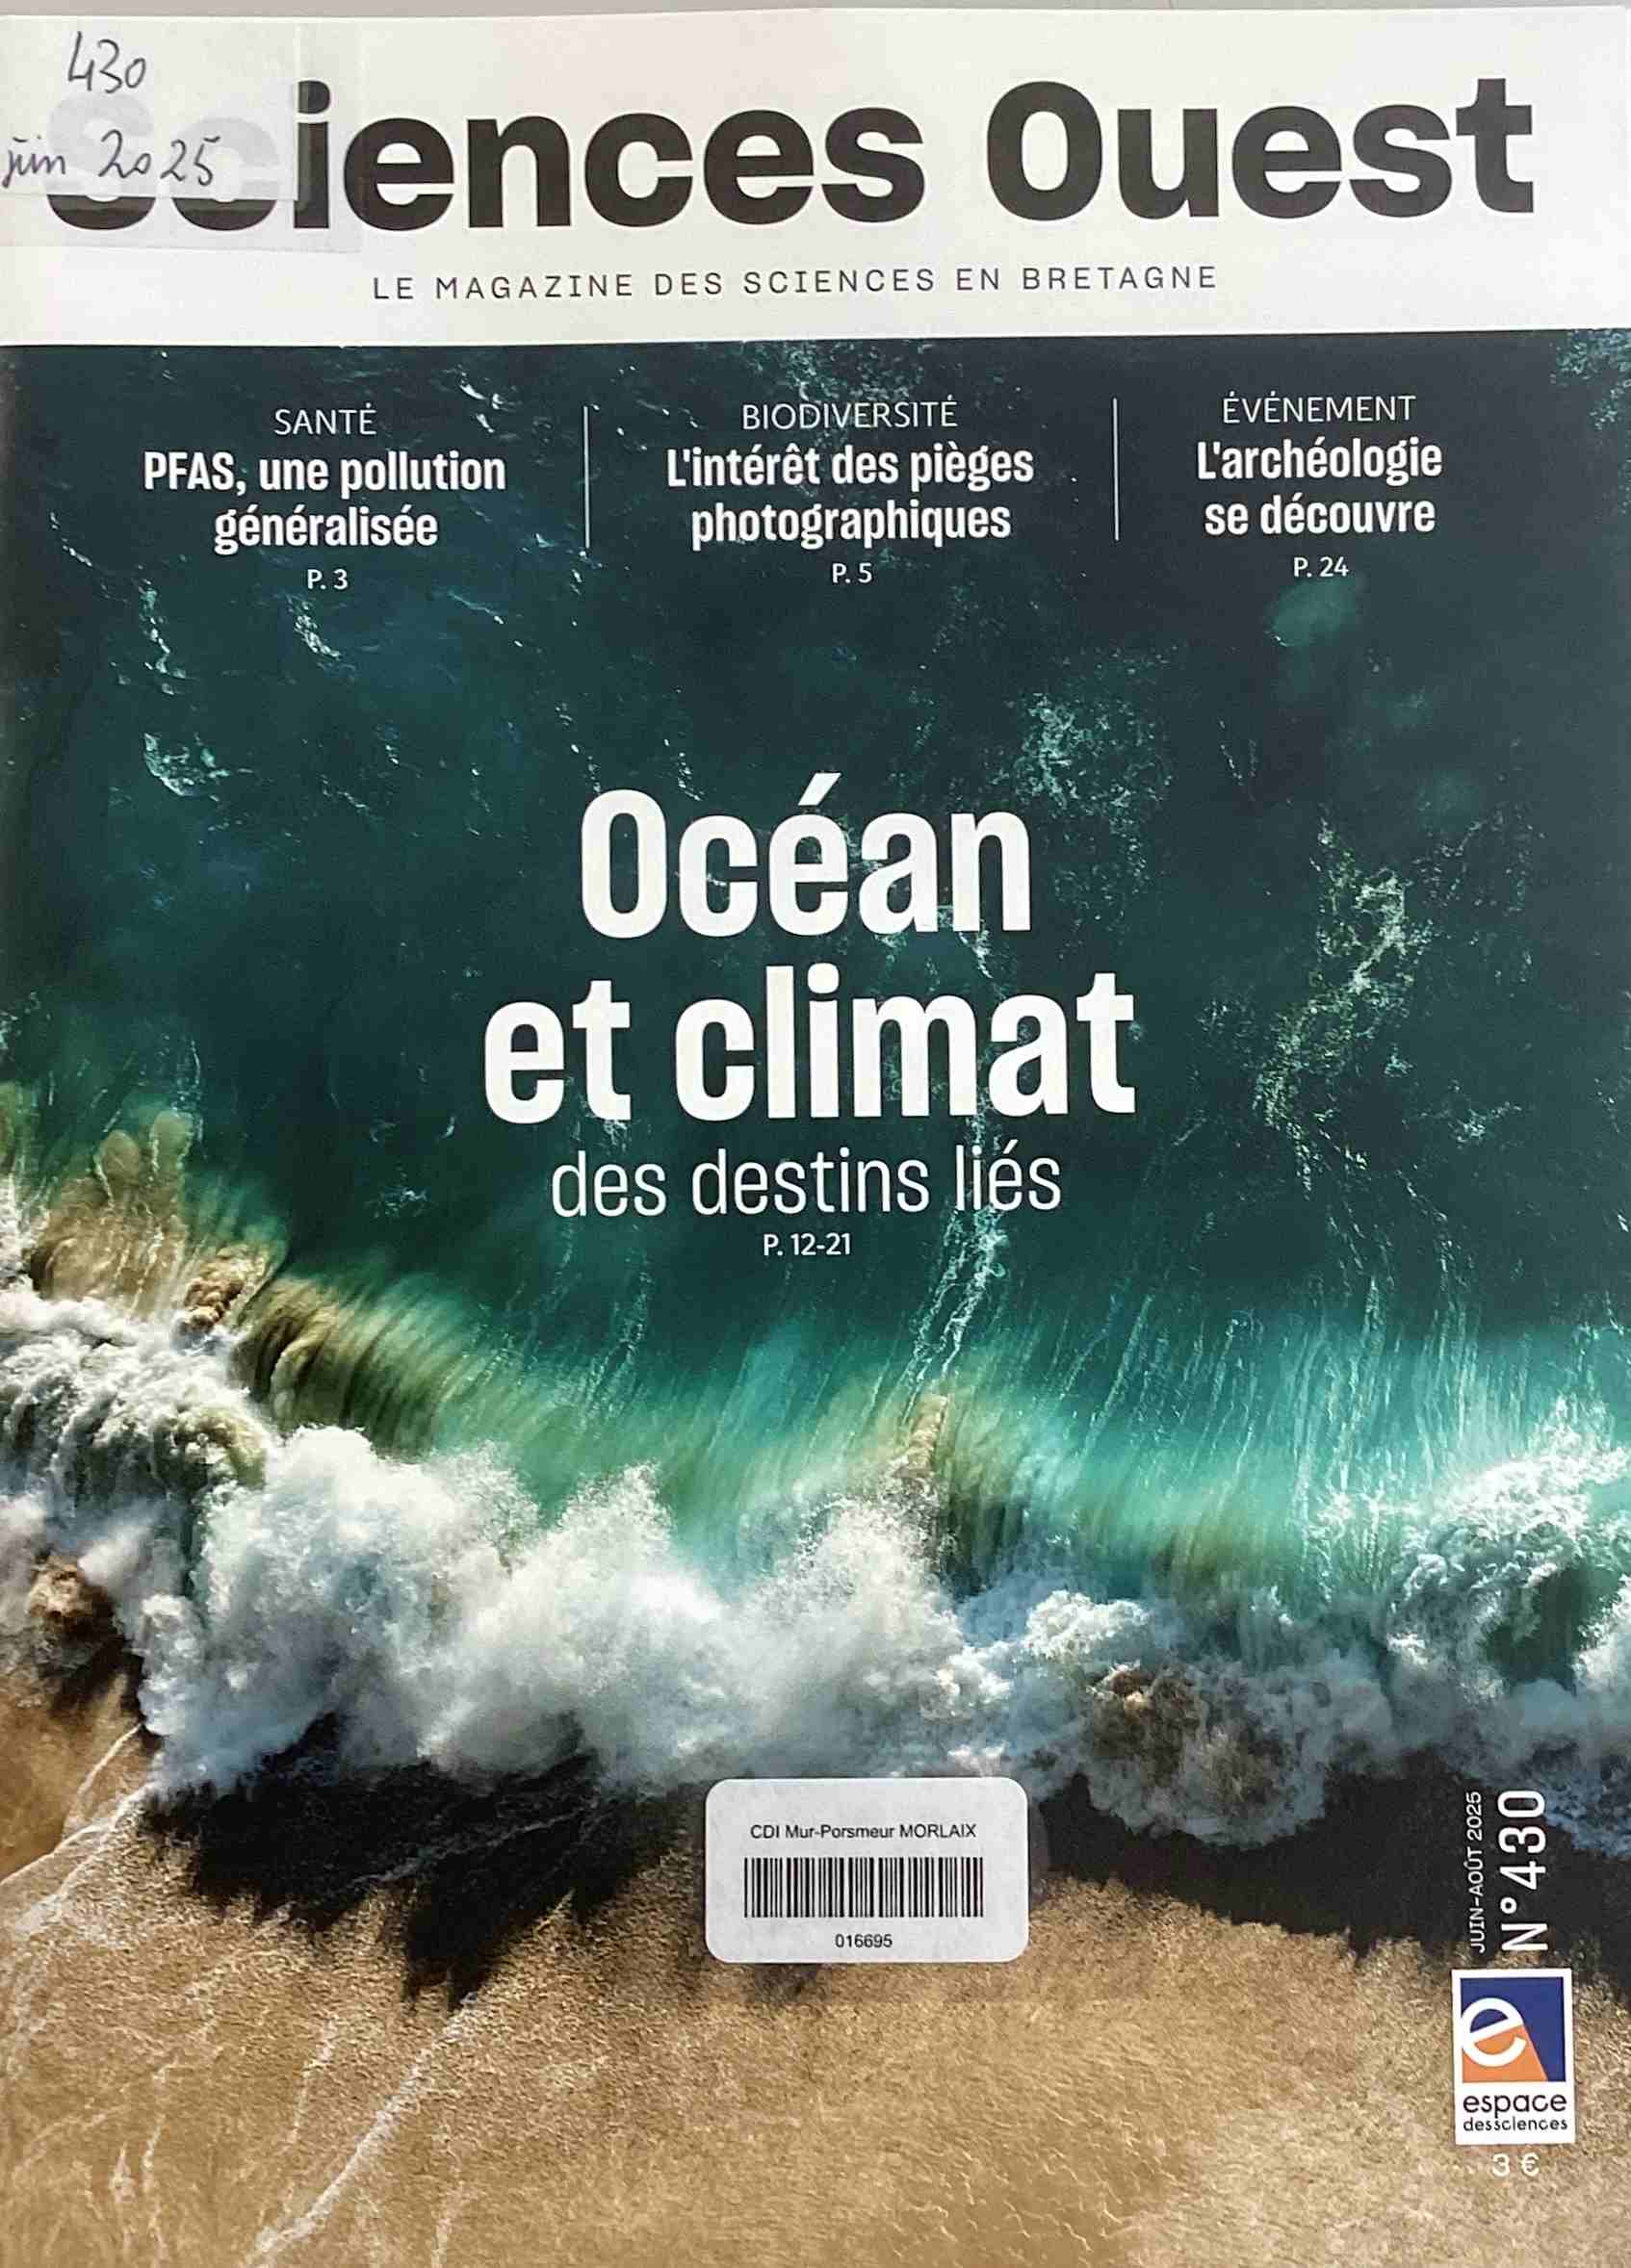 430
juin 2025
Sciences Ouest
LE MAGAZINE DES SCIENCES EN BRETAGNE
SANTÉ
PFAS, une pollution
généralisée
P. 3
BIODIVERSITÉ
L'intérêt des pièges
photographiques
P. 5
ÉVÉNEMENT
L'archéologie
se découvre
P. 24
Océan
et climat
des destins liés
P. 12-21
CDI Mur-Porsmeur MORLAIX
016695
JUIN-AOÛT 2025
N°430
e
espace
dessciences
3 €